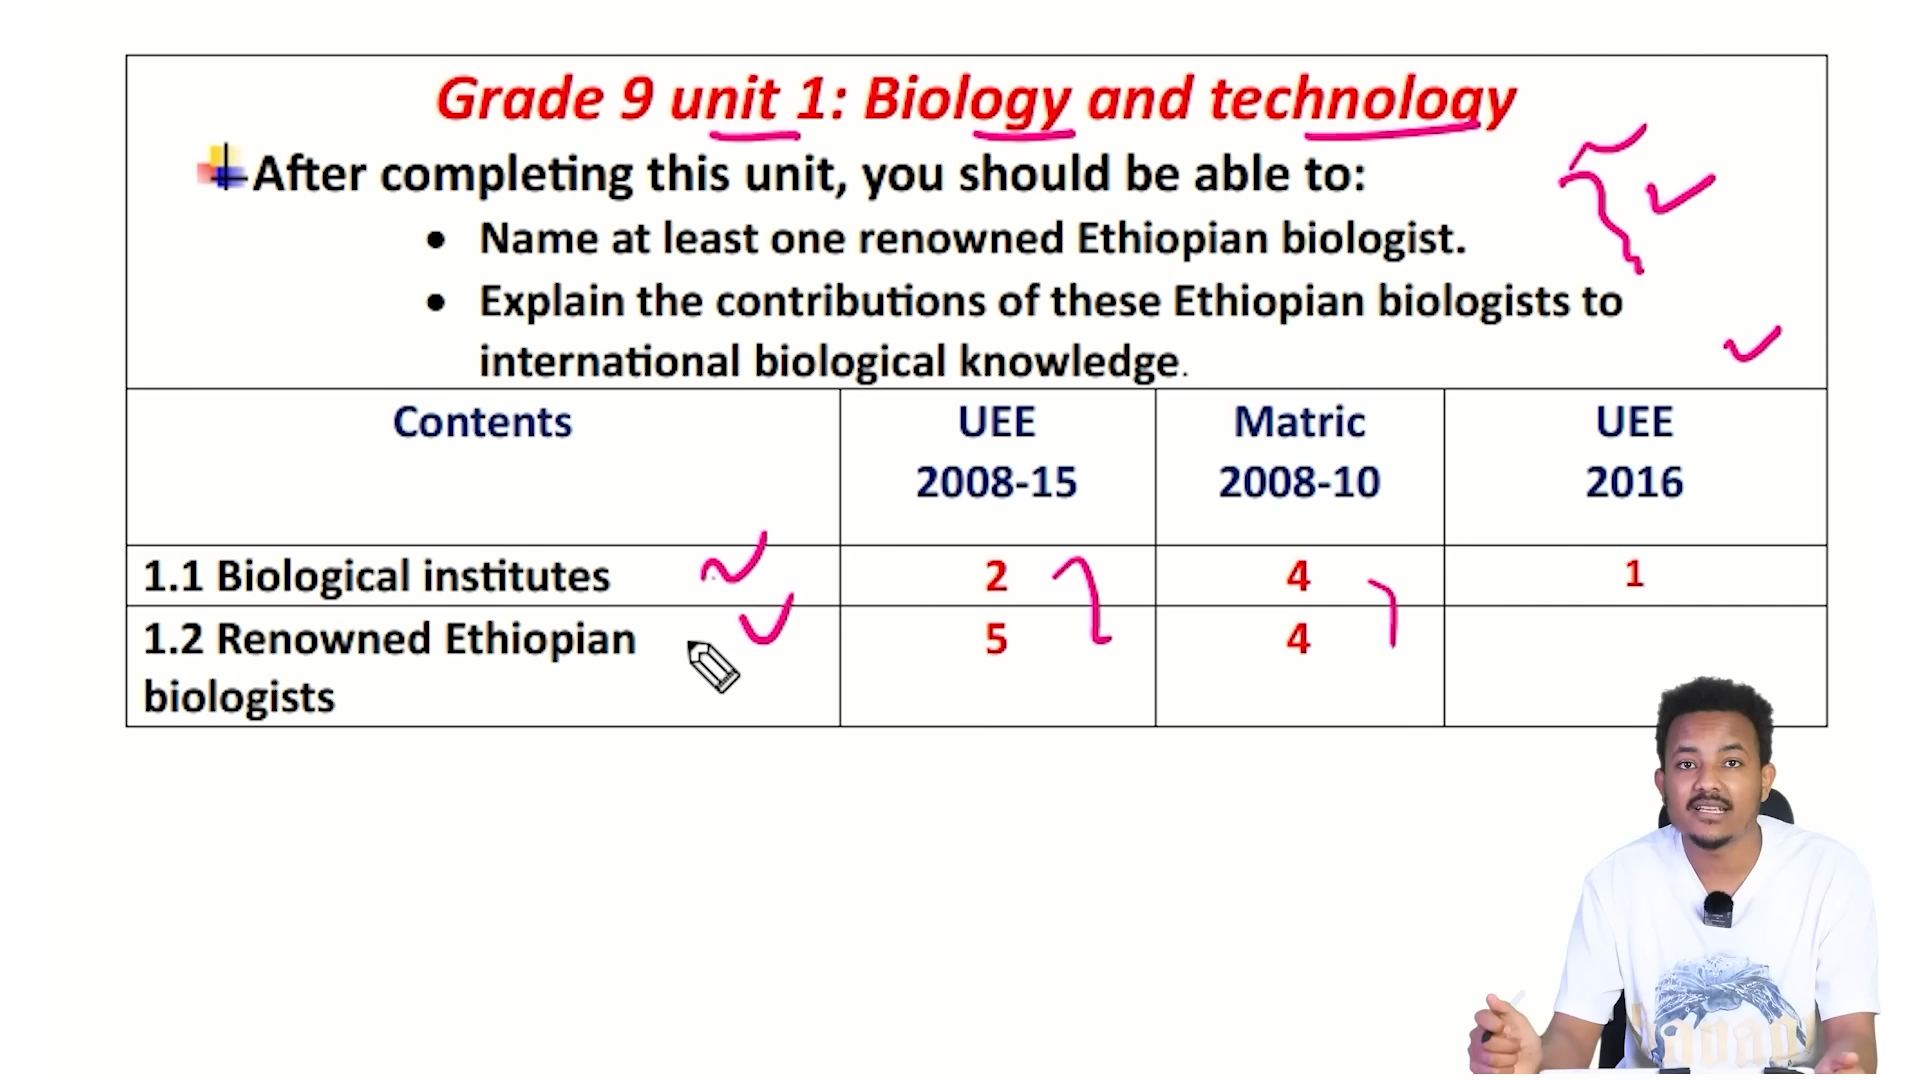 Grade 9 unit 1: Biology and technology
After completing this unit, you should be able to:
• Name at least one renowned Ethiopian biologist.
• Explain the contributions of these Ethiopian biologists to
international biological knowledge.
Contents UEE Matric UEE
2008-15 2008-10 2016
1.1 Biological institutes 2 4 1
1.2 Renowned Ethiopian 5 4
biologists